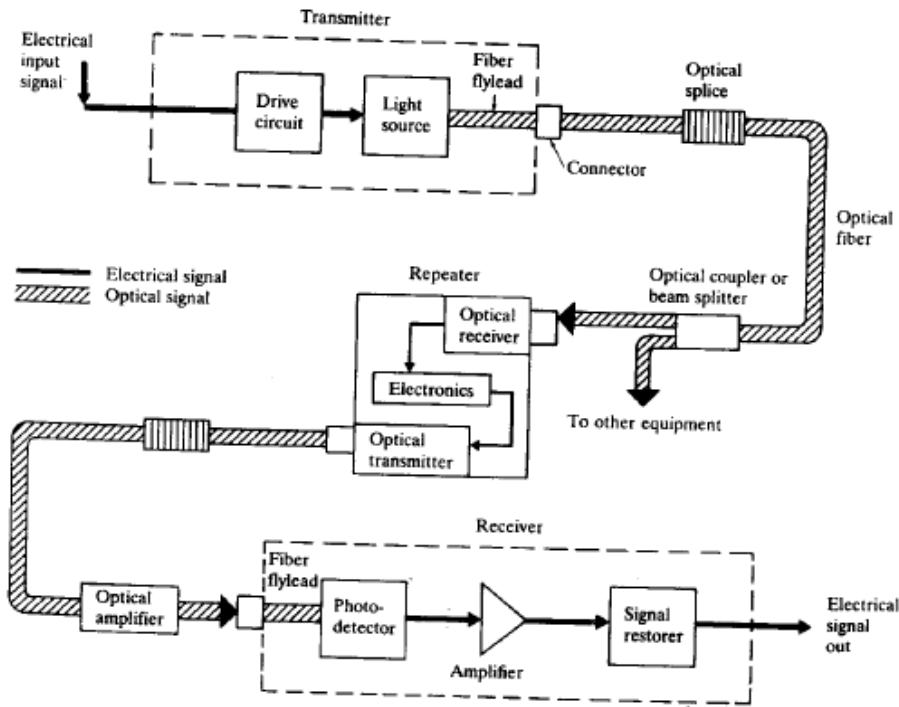 Transmitter
Electrical
input
signal
Drive
circuit
Light
source
Fiber
flylead
Connector
Optical
splice
Optical
fiber
Electrical signal
Optical signal
Repeater
Optical
receiver
Electronics
Optical
transmitter
Optical coupler or
beam splitter
To other equipment
Receiver
Optical
amplifier
Fiber
flylead
Photo-
detector
Amplifier
Signal
restorer
Electrical
signal
out